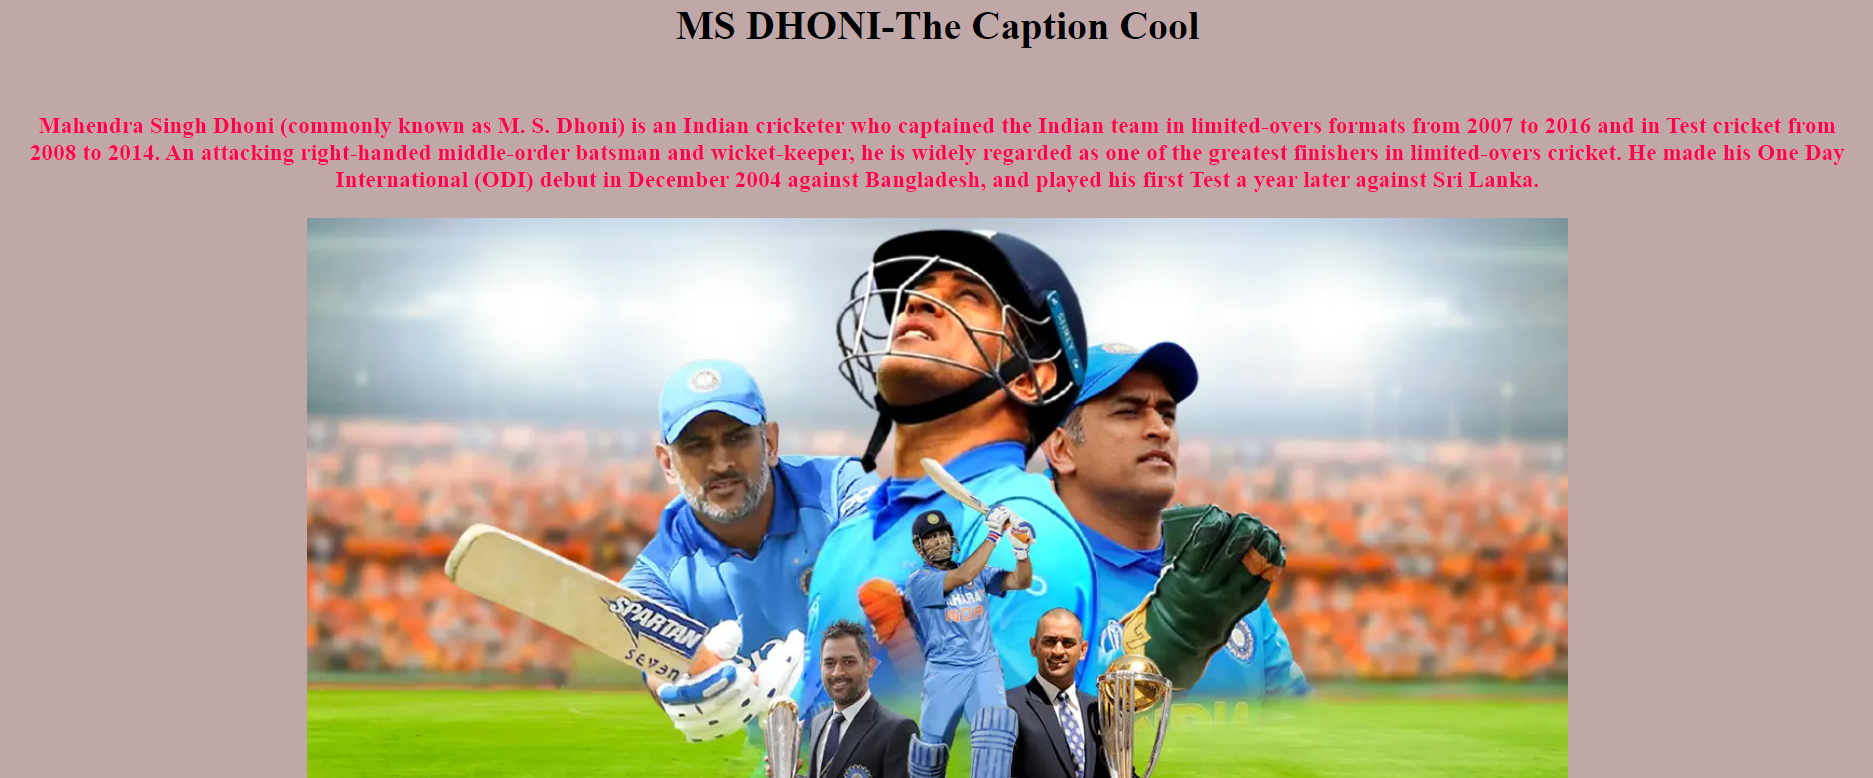 MS DHONI-The Caption Cool
Mahendra Singh Dhoni (commonly known as M. S. Dhoni) is an Indian cricketer who captained the Indian team in limited-overs formats from 2007 to 2016 and in Test cricket from
2008 to 2014. An attacking right-handed middle-order batsman and wicket-keeper, he is widely regarded as one of the greatest finishers in limited-overs cricket. He made his One Day
International (ODI) debut in December 2004 against Bangladesh, and played his first Test a year later against Sri Lanka.
SPARTAN
SEVEN
INDIA